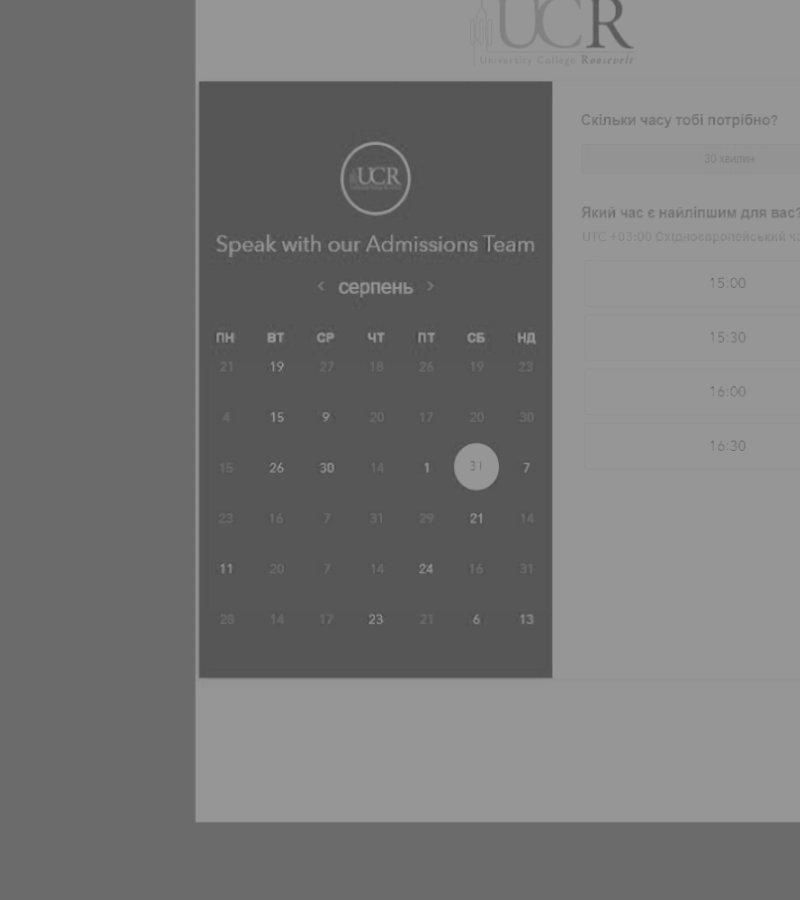 UCR
University College Roosevelt
UCR
Speak with our Admissions Team
< серпень >
ПН ВТ СР ЧТ ПТ СБ НД
21 19 27 18 26 19 23
4 15 9 20 17 20 30
15 26 30 14 1 31 7
23 16 7 31 29 21 14
11 20 7 14 24 16 31
28 14 17 23 21 6 13
Скільки часу тобі потрібно?
30 хвилин
Який час є найліпшим для вас?
UTC +03:00 Східноєвропейський ча
15:00
15:30
16:00
16:30